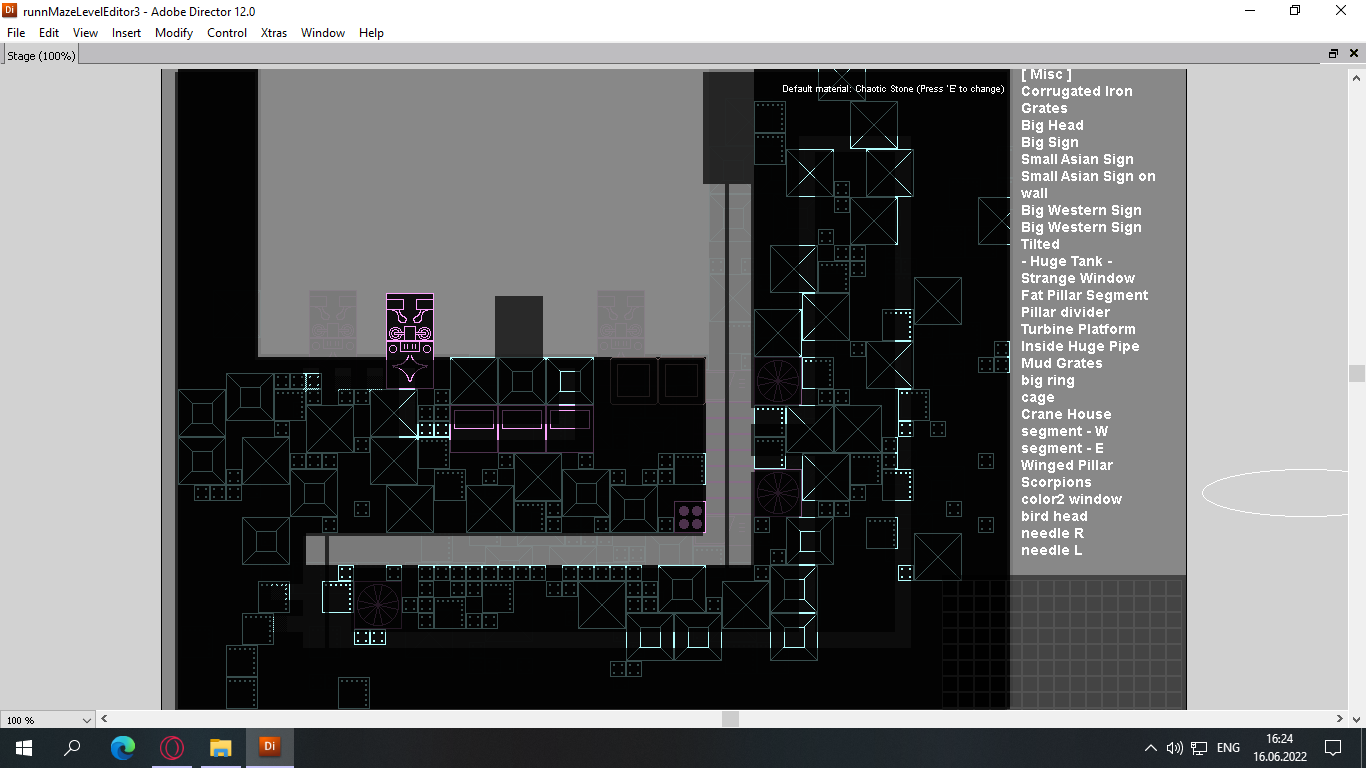 runnMazeLevelEditor3 - Adobe Director 12.0
File Edit View Insert Modify Control Xtras Window Help
Stage (100%)
Default material: Chaotic Stone (Press 'E' to change)
[ Misc ]
Corrugated Iron
Grates
Big Head
Big Sign
Small Asian Sign
Small Asian Sign on
wall
Big Western Sign
Big Western Sign
Tilted
- Huge Tank -
Strange Window
Fat Pillar Segment
Pillar divider
Turbine Platform
Inside Huge Pipe
Mud Grates
big ring
cage
Crane House
segment - W
segment - E
Winged Pillar
Scorpions
color2 window
bird head
needle R
needle L
100 %
Di
ENG
16:24
16.06.2022